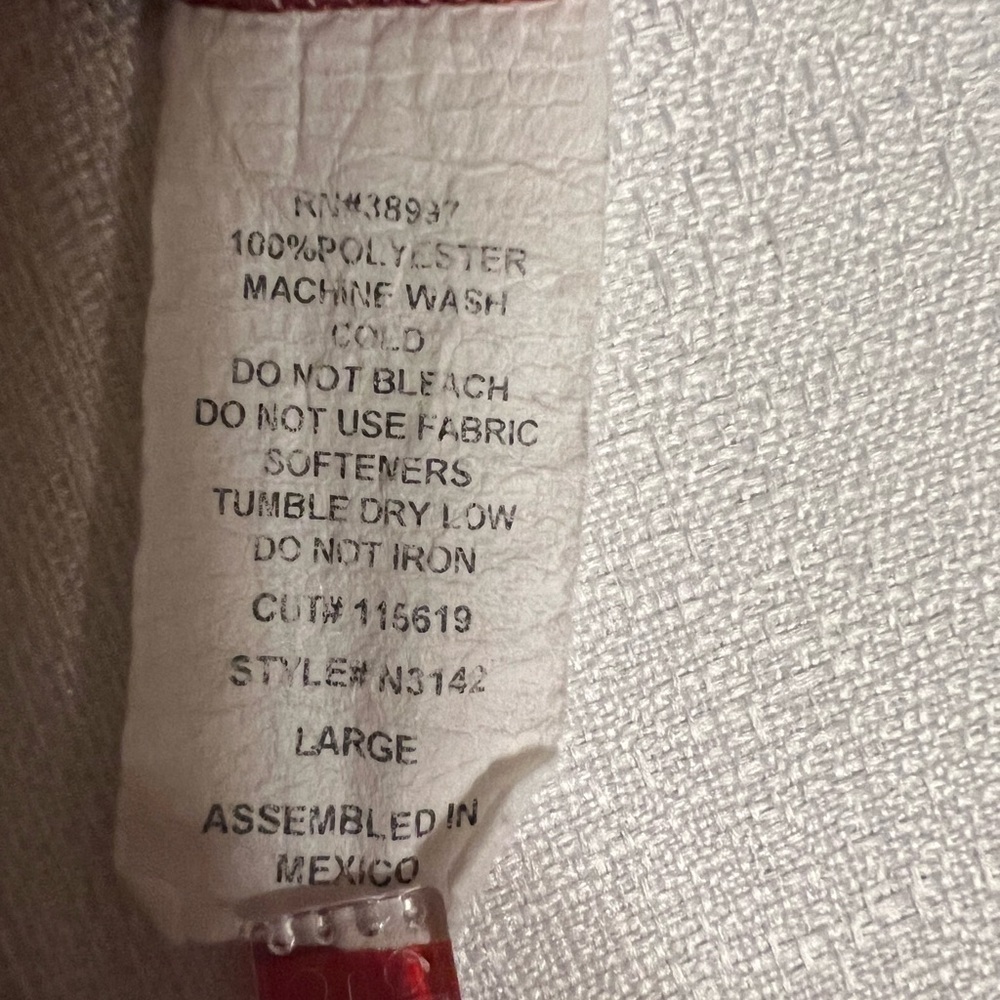 RN#38997
100%POLYESTER
MACHINE WASH
COLD
DO NOT BLEACH
DO NOT USE FABRIC
SOFTENERS
TUMBLE DRY LOW
DO NOT IRON
CUT# 115619
STYLE# N3142
LARGE
ASSEMBLED IN
MEXICO